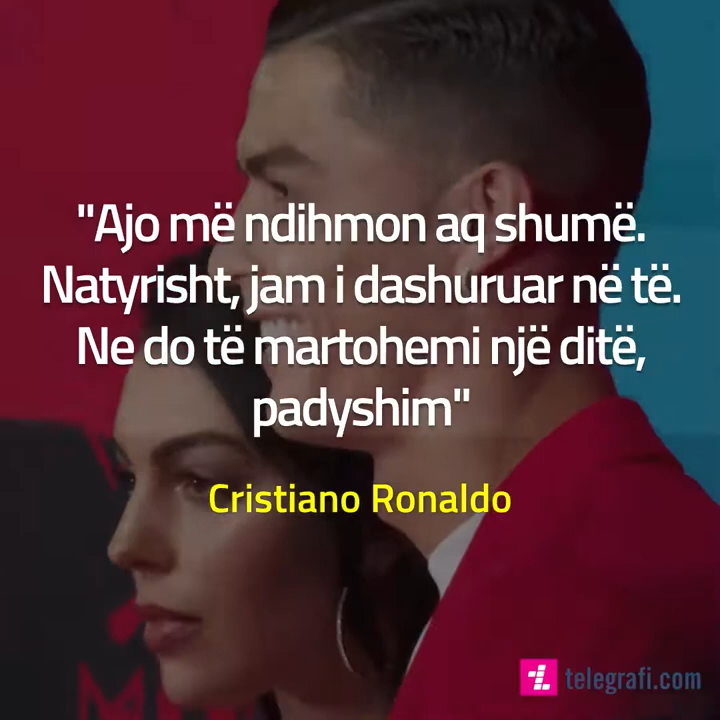 "Ajo më ndihmon aq shumë.
Natyrisht, jam i dashuruar në të.
Ne do të martohemi një ditë,
padyshim"
Cristiano Ronaldo
telegrafi.com